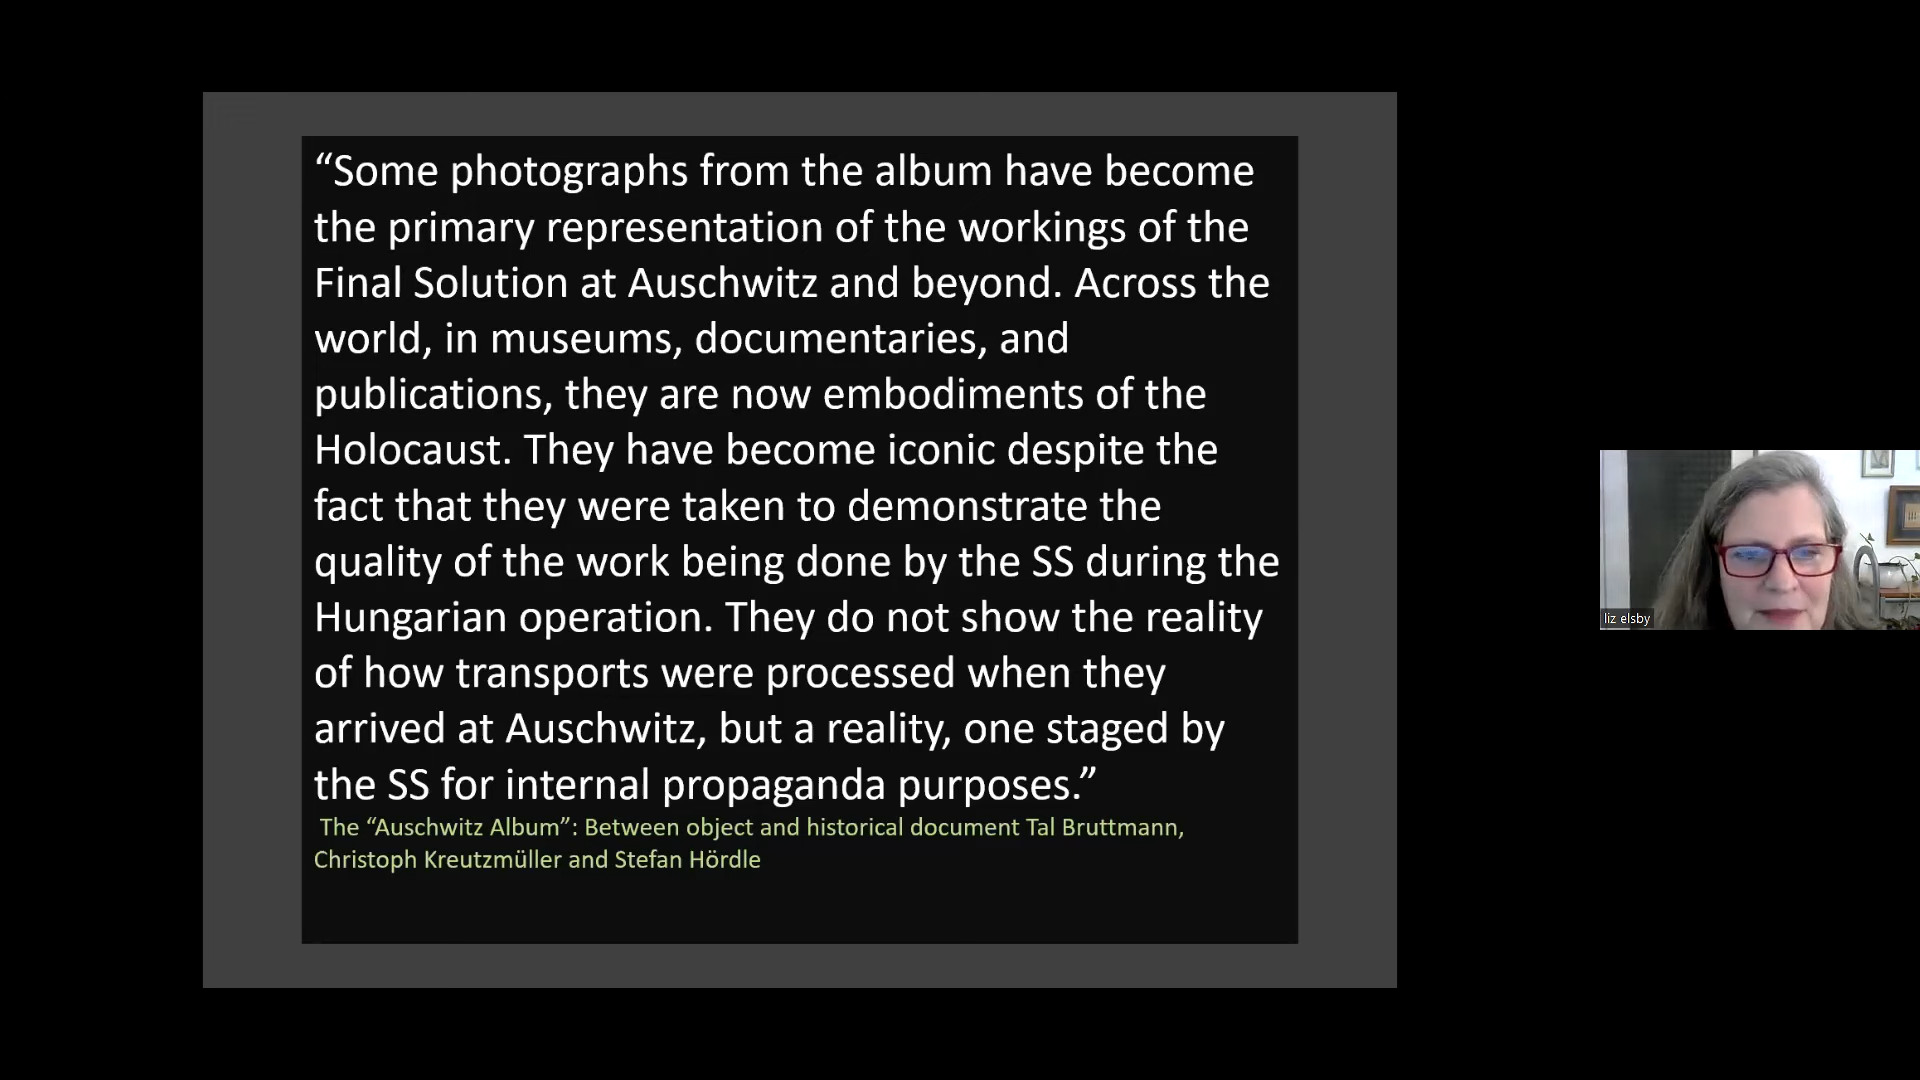 “Some photographs from the album have become
the primary representation of the workings of the
Final Solution at Auschwitz and beyond. Across the
world, in museums, documentaries, and
publications, they are now embodiments of the
Holocaust. They have become iconic despite the
fact that they were taken to demonstrate the
quality of the work being done by the SS during the
Hungarian operation. They do not show the reality
of how transports were processed when they
arrived at Auschwitz, but a reality, one staged by
the SS for internal propaganda purposes.”
The “Auschwitz Album”: Between object and historical document Tal Bruttmann,
Christoph Kreutzmüller and Stefan Hördle
liz elsby